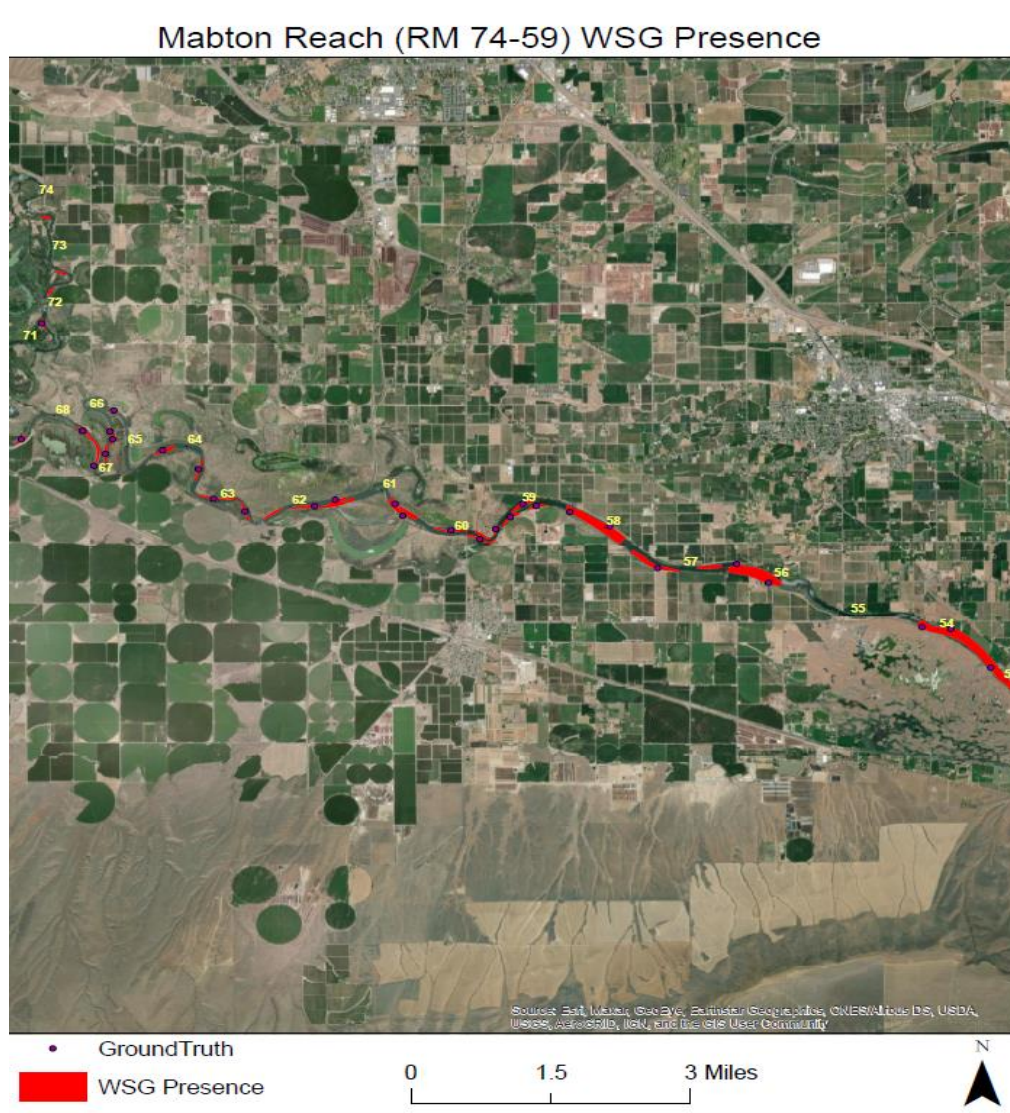 Mabton Reach (RM 74-59) WSG Presence
74
73
72
71
68
66
65
64
67
63
62
61
60
59
58
57
56
55
54
Source: Esri, Maxar, GeoEye, Earthstar Geographics, CNES/Airbus DS, USDA,
USGS, AeroGRID, IGN, and the GIS User Community
GroundTruth
WSG Presence
0 1.5 3 Miles
N